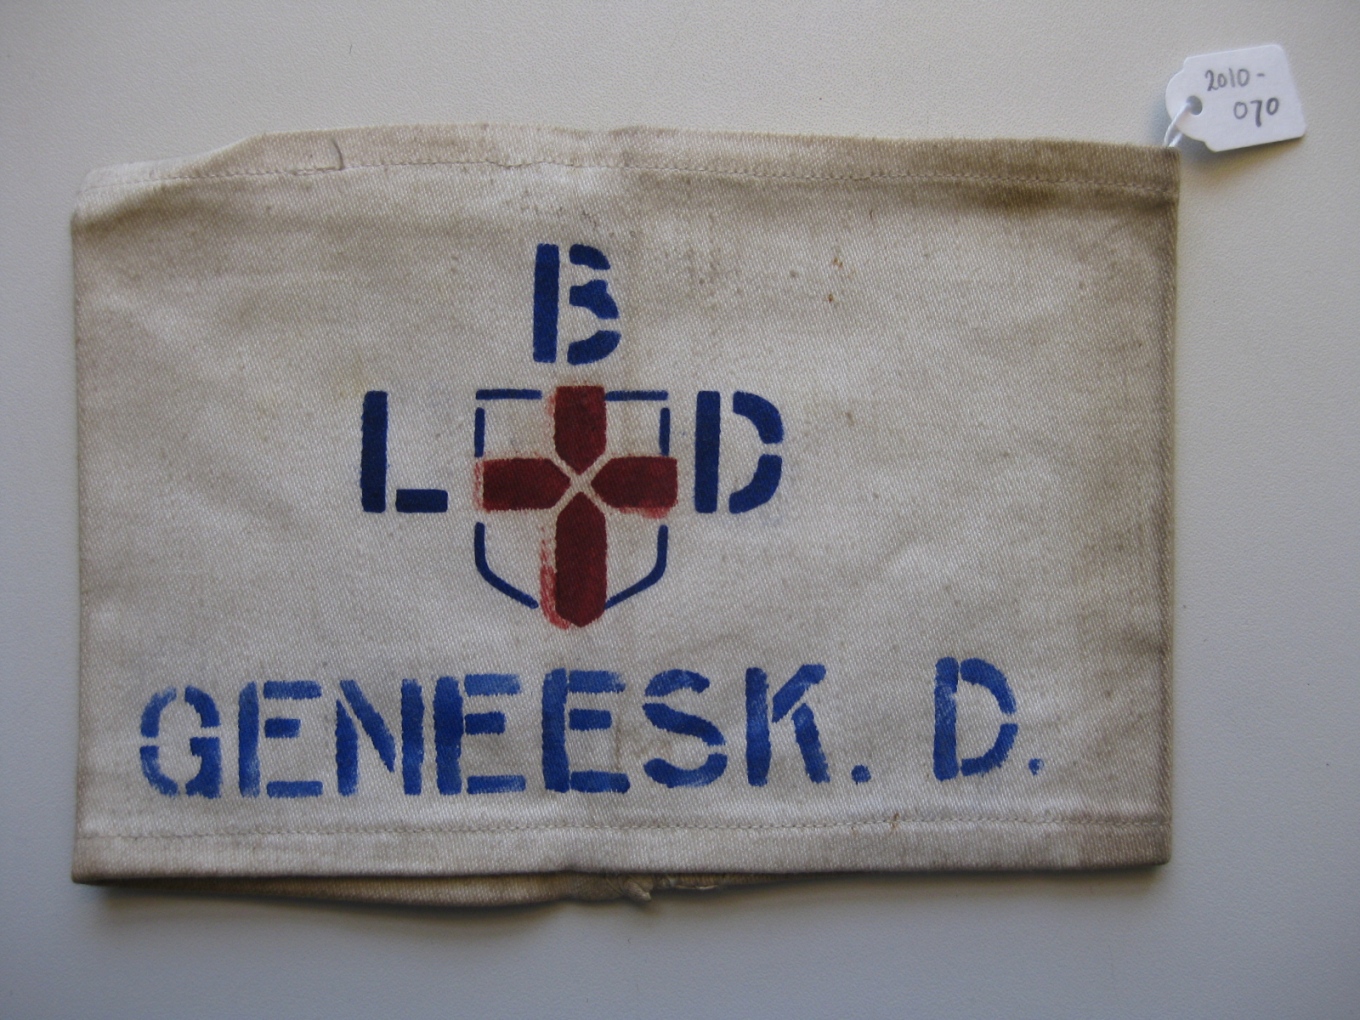 2010-
070
B
L D
GENEESK. D.